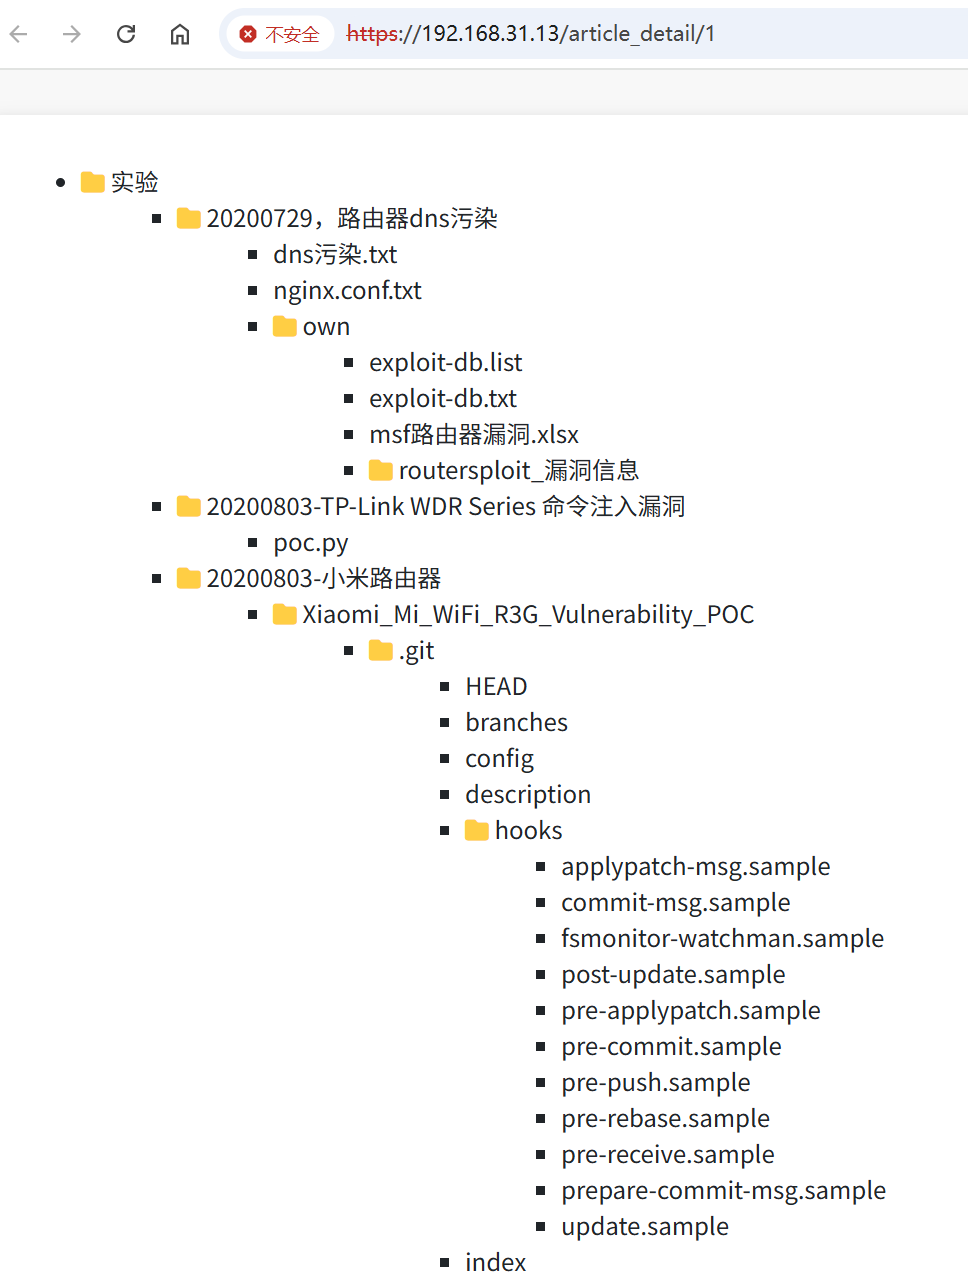 不安全 https://192.168.31.13/article_detail/1
实验
20200729，路由器dns污染
dns污染.txt
nginx.conf.txt
own
exploit-db.list
exploit-db.txt
msf路由器漏洞.xlsx
routersploit_漏洞信息
20200803-TP-Link WDR Series 命令注入漏洞
poc.py
20200803-小米路由器
Xiaomi_Mi_WiFi_R3G_Vulnerability_POC
.git
HEAD
branches
config
description
hooks
applypatch-msg.sample
commit-msg.sample
fsmonitor-watchman.sample
post-update.sample
pre-applypatch.sample
pre-commit.sample
pre-push.sample
pre-rebase.sample
pre-receive.sample
prepare-commit-msg.sample
update.sample
index